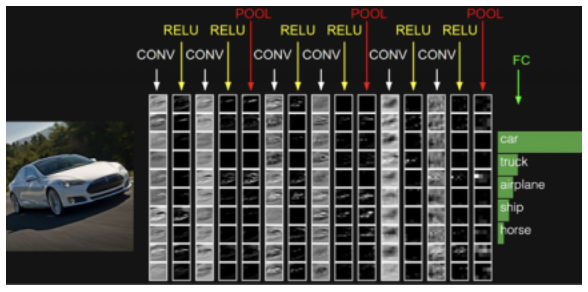 POOL POOL POOL
RELU RELU RELU RELU RELU RELU
CONV CONV CONV CONV CONV CONV
FC
car
truck
airplane
ship
horse